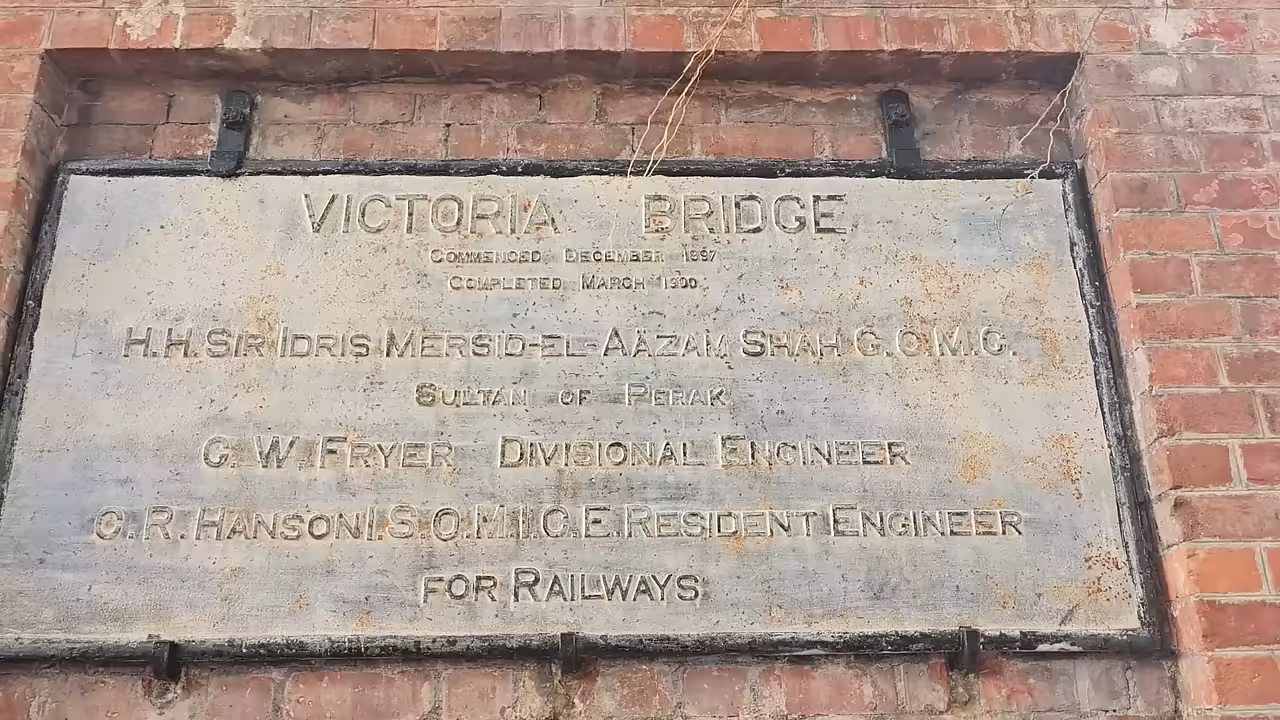 VICTORIA BRIDGE
COMMENCED DECEMBER 1897
COMPLETED MARCH 1900.
H.H. SIR IDRIS MERSID-EL-AÄZAM SHAH G.C.M.G.
SULTAN OF PERAK
G. W. FRYER DIVISIONAL ENGINEER
C.R. HANSON I.S.O.M.I.C.E. RESIDENT ENGINEER
FOR RAILWAYS